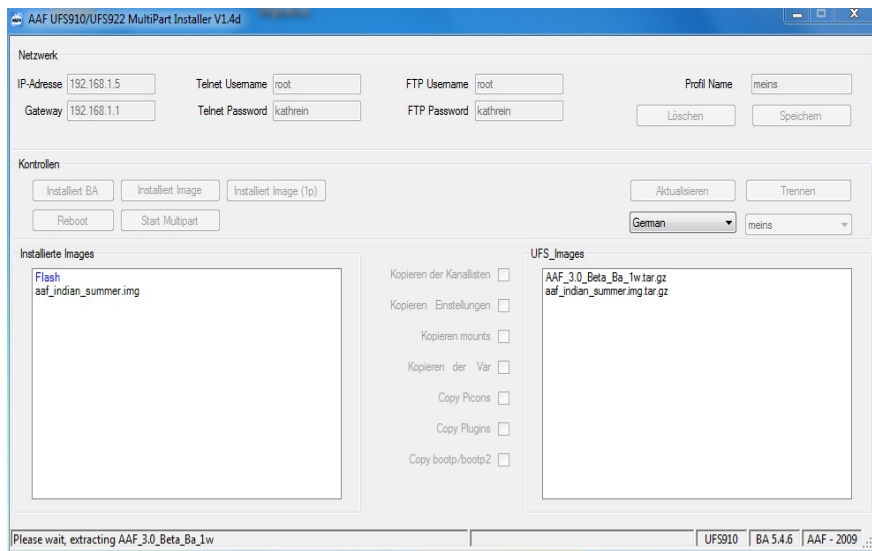 AAF UFS910/UFS922 MultiPart Installer V1.4d
Netzwerk
IP-Adresse 192.168.1.5 Telnet Username root FTP Username root Profil Name meins
Gateway 192.168.1.1 Telnet Password kathrein FTP Password kathrein Löschen Speichern
Kontrollen
Installiert BA Installiert Image Installiert Image (1p) Aktualisieren Trennen
Reboot Start Multipart German meins
Installierte Images
Flash
aaf_indian_summer.img
Kopieren der Kanallisten
Kopieren Einstellungen
Kopieren mounts
Kopieren der Var
Copy Picons
Copy Plugins
Copy bootp/bootp2
UFS_Images
AAF_3.0_Beta_Ba_1w.tar.gz
aaf_indian_summer.img.tar.gz
Please wait, extracting AAF_3.0_Beta_Ba_1w UFS910 BA 5.4.6 AAF - 2009